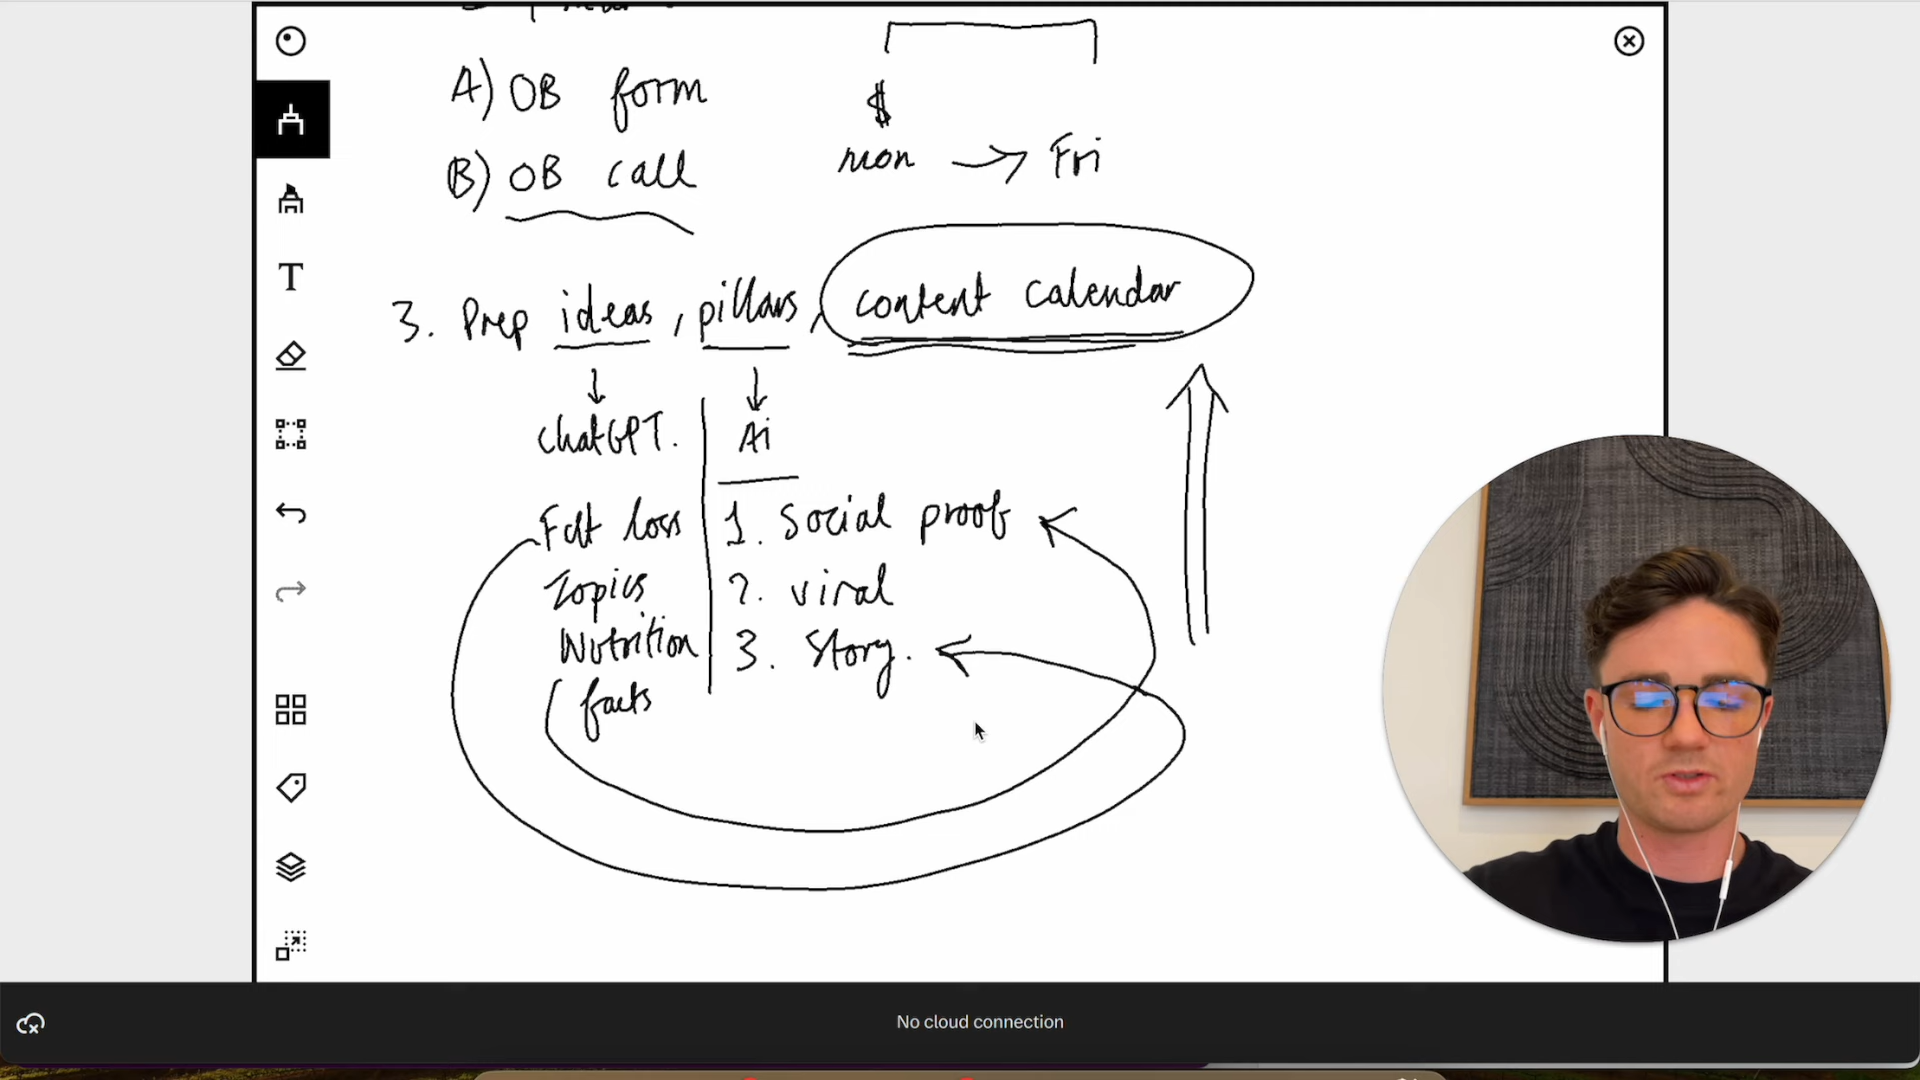 A) OB form
B) OB call
$
mon → Fri
3. Prep ideas, pillars, content calendar
↓ ↓
ChatGPT. Ai
Fat loss 1. Social proof
Topics 2. viral
Nutrition 3. Story.
facts
T
No cloud connection